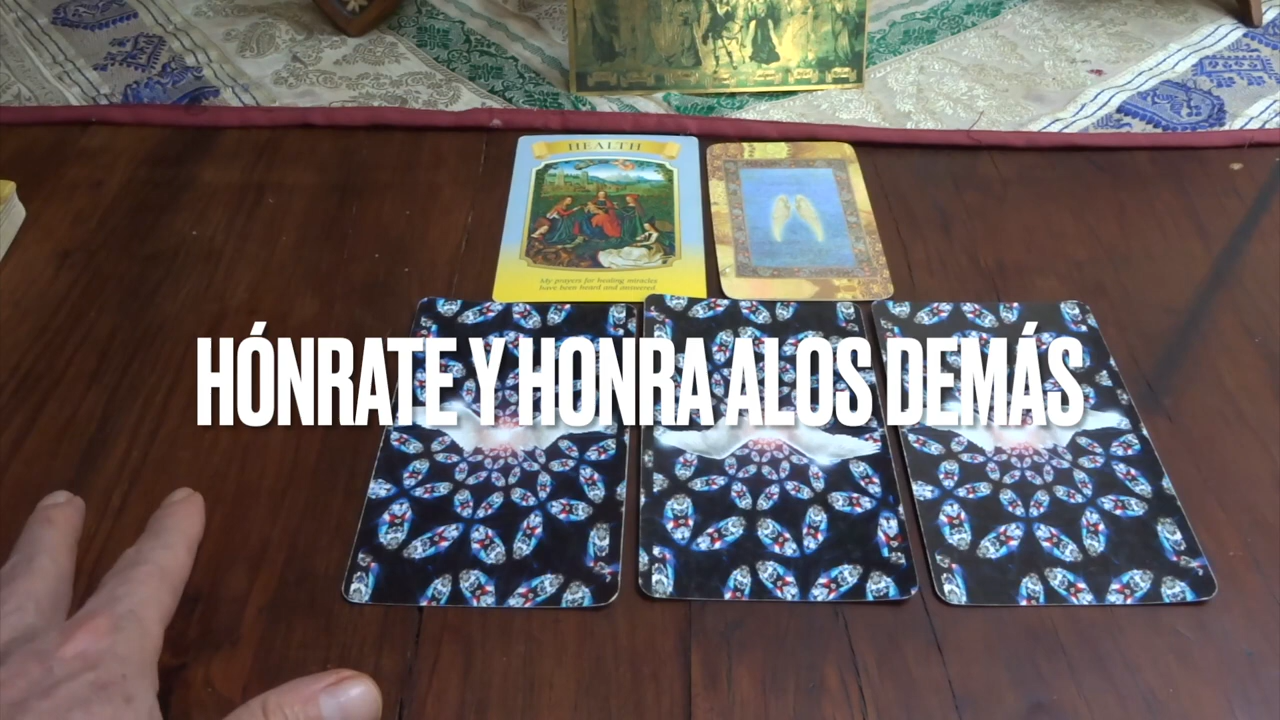 HEALTH
My prayers for healing miracles
have been heard and answered.
HÓNRATE Y HONRA ALOS DEMÁS